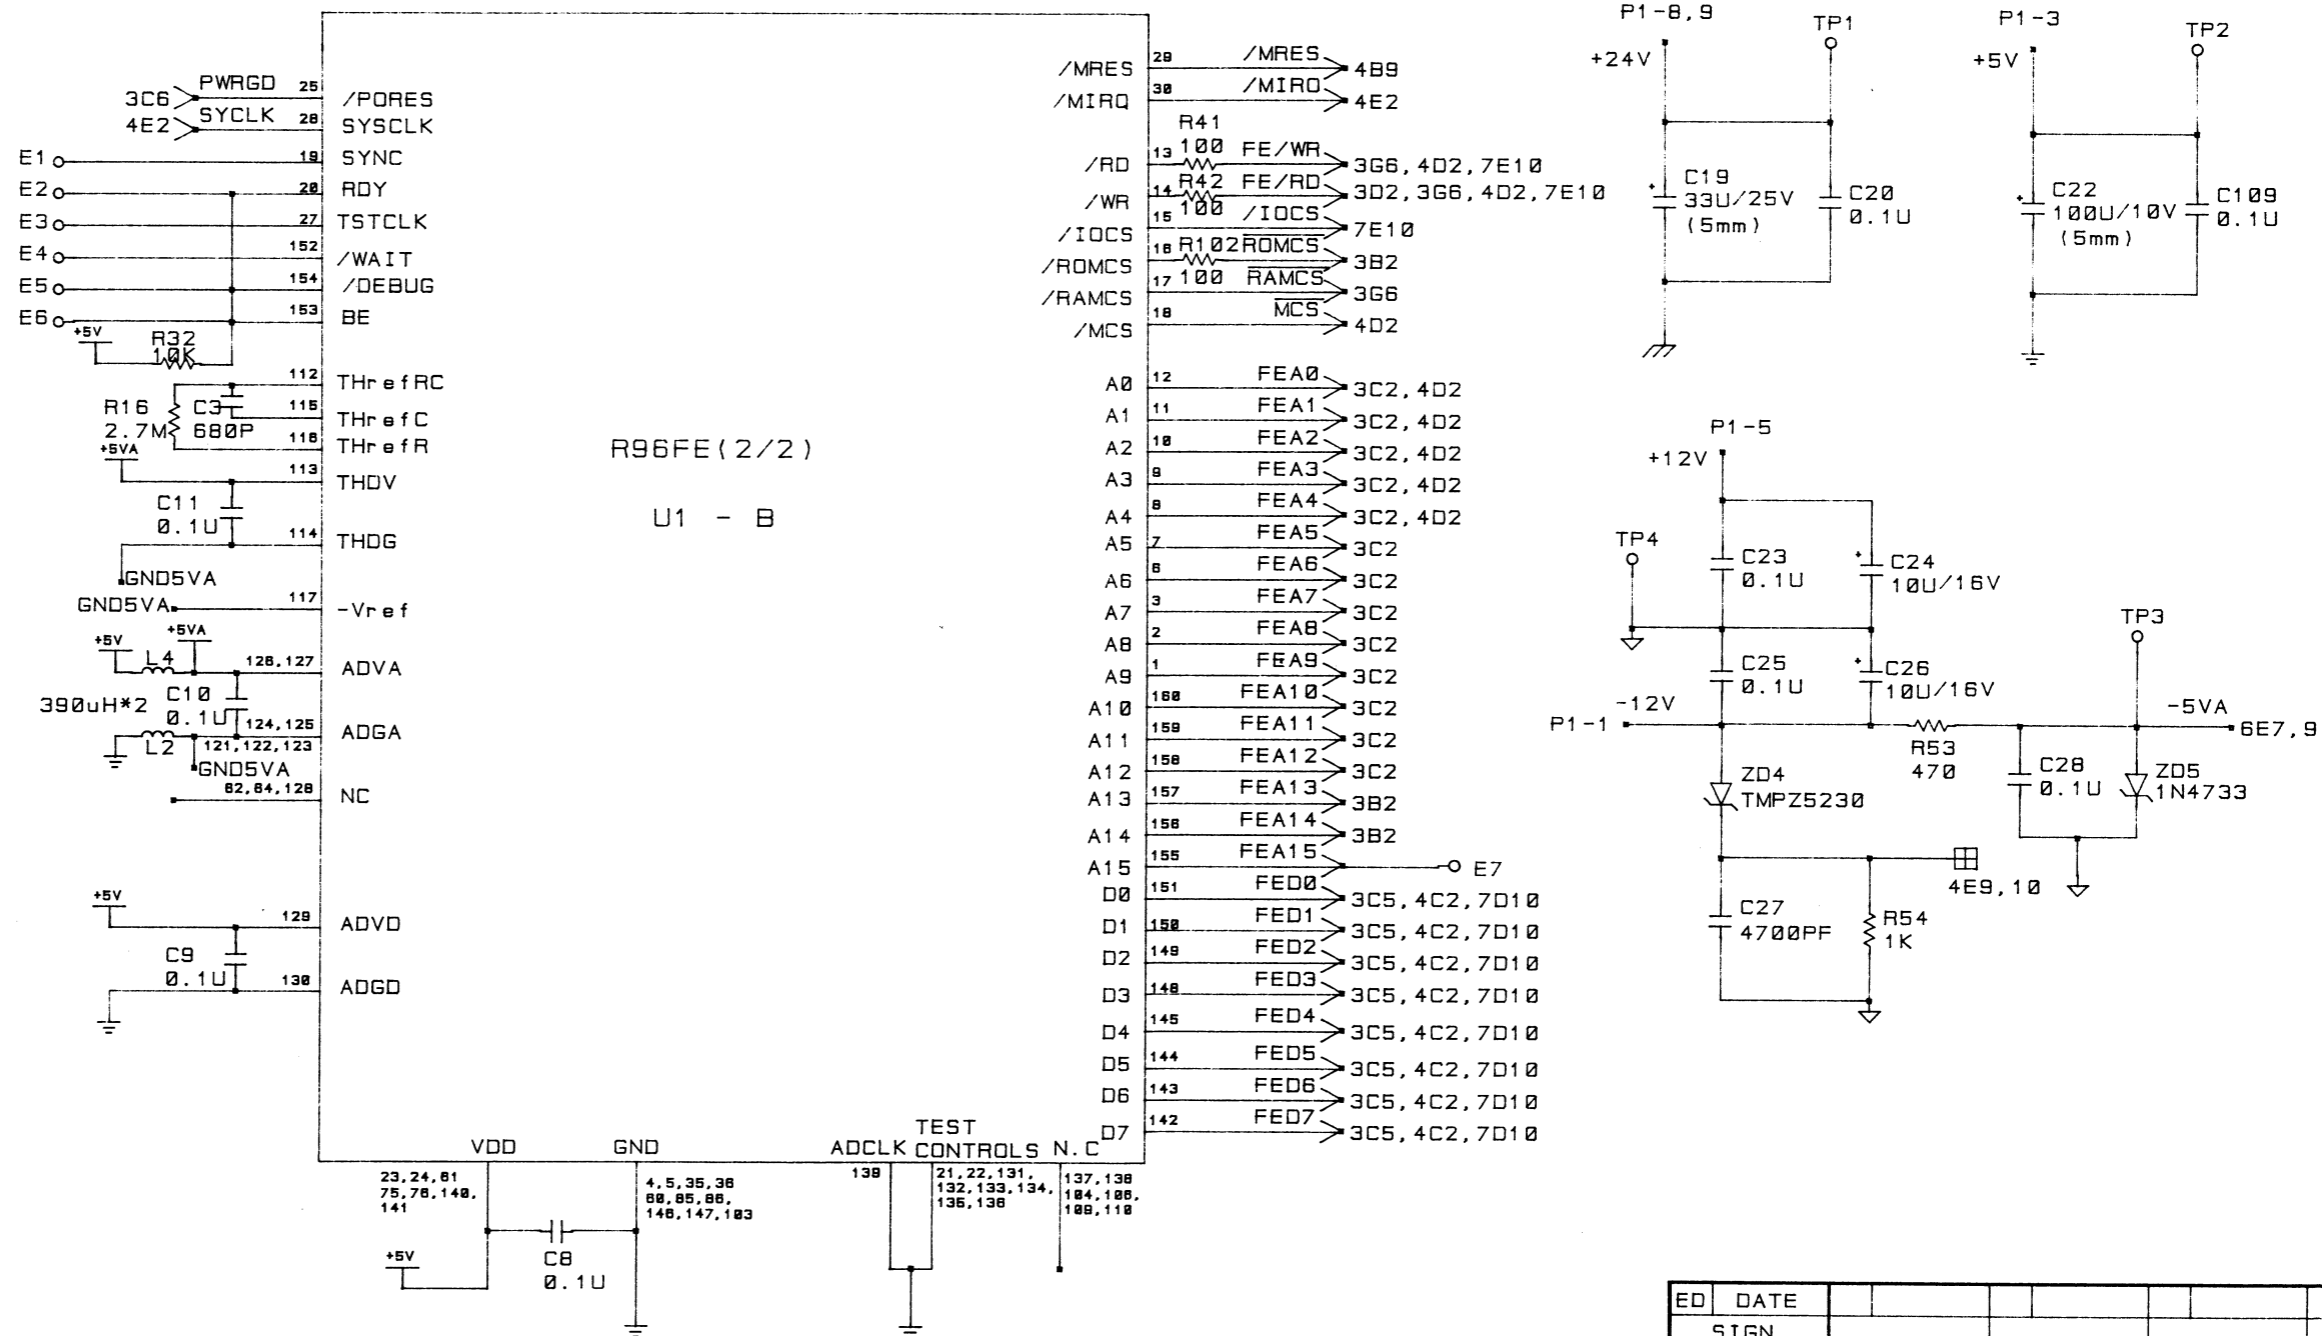 PWRGD
3C6
25
/PORES
SYCLK
4E2
28
SYSCLK
E1
19
SYNC
E2
20
RDY
E3
27
TSTCLK
E4
152
/WAIT
E5
154
/DEBUG
E6
153
BE
+5V
R32
10K
112
THrefRC
R16
2.7M
C3
680P
115
THrefC
116
THrefR
+5VA
113
THDV
C11
0.1U
114
THDG
GND5VA
GND5VA
117
-Vref
+5V
+5VA
L4
126,127
ADVA
390uH*2
C10
0.1U
124,125
ADGA
L2
121,122,123
GND5VA
62,64,128
NC
+5V
129
ADVD
C9
0.1U
130
ADGD
R96FE(2/2)
U1 - B
/MRES
29
/MRES
4B9
/MIRQ
30
/MIRQ
4E2
R41
100
/RD
13
FE/WR
3G6,4D2,7E10
/WR
14
R42
100
FE/RD
3D2,3G6,4D2,7E10
/IOCS
15
/IOCS
7E10
/ROMCS
16
R102
100
ROMCS
3B2
/RAMCS
17
RAMCS
3G6
/MCS
18
MCS
4D2
A0
12
FEA0
3C2,4D2
A1
11
FEA1
3C2,4D2
A2
10
FEA2
3C2,4D2
A3
9
FEA3
3C2,4D2
A4
8
FEA4
3C2,4D2
A5
7
FEA5
3C2
A6
6
FEA6
3C2
A7
3
FEA7
3C2
A8
2
FEA8
3C2
A9
1
FEA9
3C2
A10
160
FEA10
3C2
A11
159
FEA11
3C2
A12
158
FEA12
3C2
A13
157
FEA13
3B2
A14
156
FEA14
3B2
A15
155
FEA15
E7
D0
151
FED0
3C5,4C2,7D10
D1
150
FED1
3C5,4C2,7D10
D2
149
FED2
3C5,4C2,7D10
D3
148
FED3
3C5,4C2,7D10
D4
145
FED4
3C5,4C2,7D10
D5
144
FED5
3C5,4C2,7D10
D6
143
FED6
3C5,4C2,7D10
D7
142
FED7
3C5,4C2,7D10
VDD
23,24,61
75,76,140,
141
GND
4,5,35,36
60,85,86,
146,147,103
+5V
C8
0.1U
ADCLK
139
TEST
CONTROLS
21,22,131,
132,133,134,
135,136
N.C
137,138
104,106,
109,110
P1-8,9
+24V
TP1
C19
33U/25V
(5mm)
C20
0.1U
P1-3
+5V
TP2
C22
100U/10V
(5mm)
C109
0.1U
P1-5
+12V
TP4
C23
0.1U
C24
10U/16V
C25
0.1U
C26
10U/16V
TP3
-12V
P1-1
R53
470
-5VA
6E7,9
ZD4
TMPZ5230
C28
0.1U
ZD5
1N4733
4E9,10
C27
4700PF
R54
1K
ED DATE
SIGN